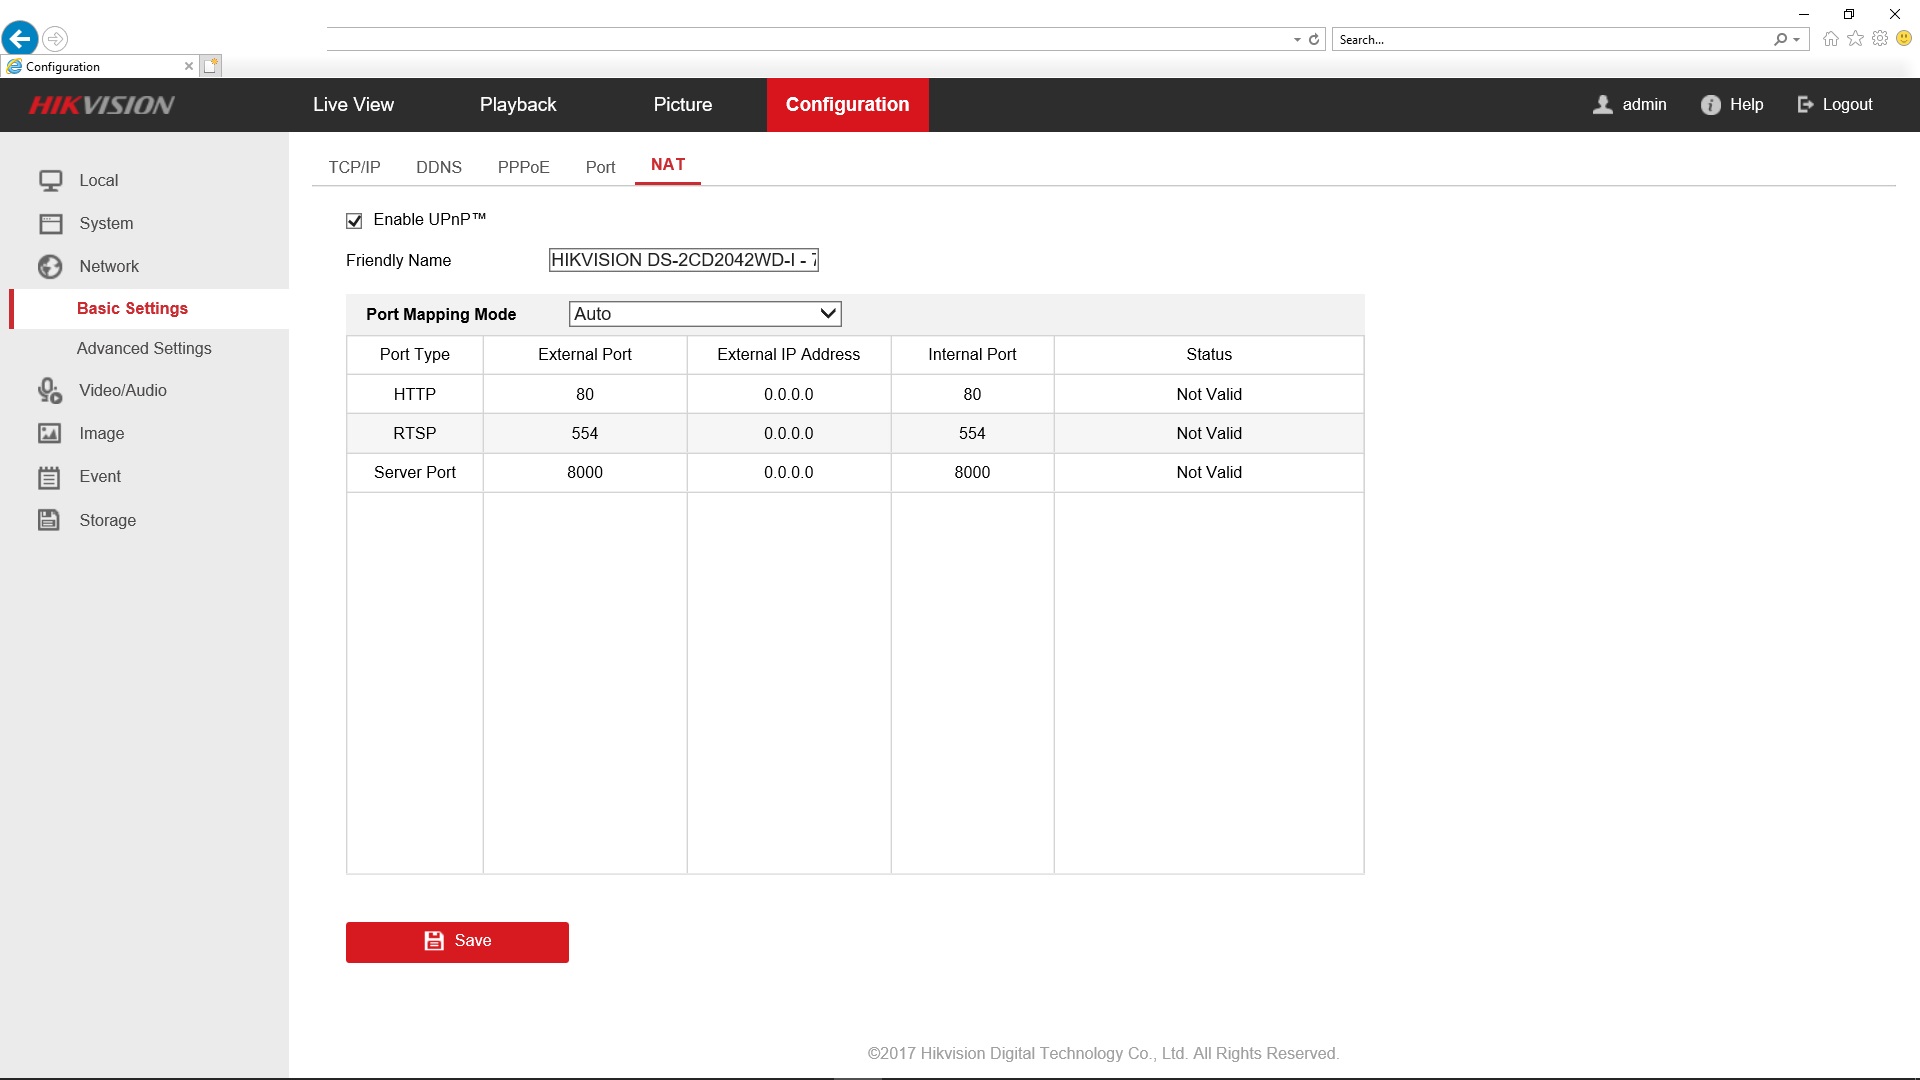 Search...
Configuration
HIKVISION
Live View
Playback
Picture
Configuration
admin
Help
Logout
Local
System
Network
Basic Settings
Advanced Settings
Video/Audio
Image
Event
Storage
TCP/IP
DDNS
PPPoE
Port
NAT
Enable UPnP™
Friendly Name
HIKVISION DS-2CD2042WD-I -
Port Mapping Mode
Auto
Port Type External Port External IP Address Internal Port Status
HTTP 80 0.0.0.0 80 Not Valid
RTSP 554 0.0.0.0 554 Not Valid
Server Port 8000 0.0.0.0 8000 Not Valid
Save
©2017 Hikvision Digital Technology Co., Ltd. All Rights Reserved.